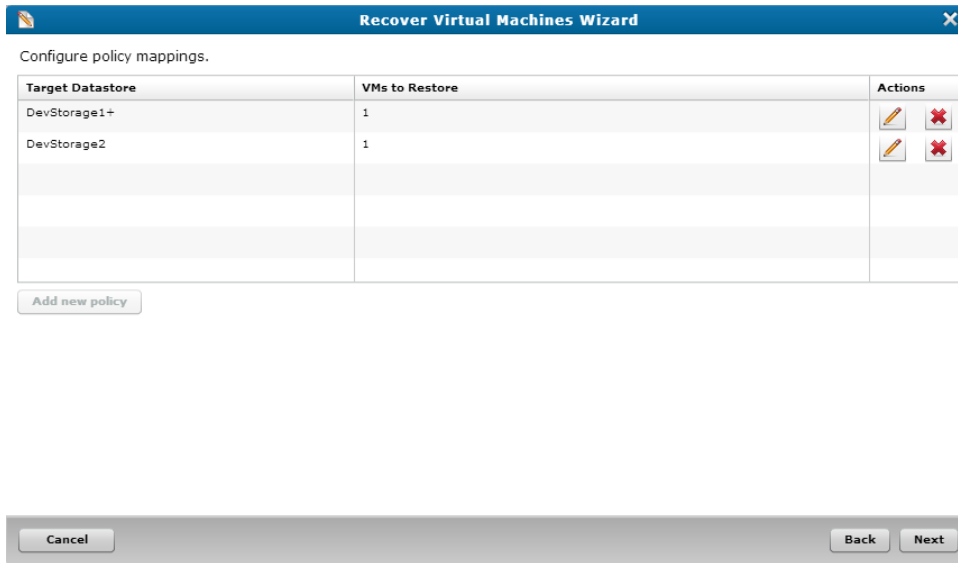 Recover Virtual Machines Wizard
Configure policy mappings.
Target Datastore VMs to Restore Actions
DevStorage1+ 1
DevStorage2 1
Add new policy
Cancel Back Next